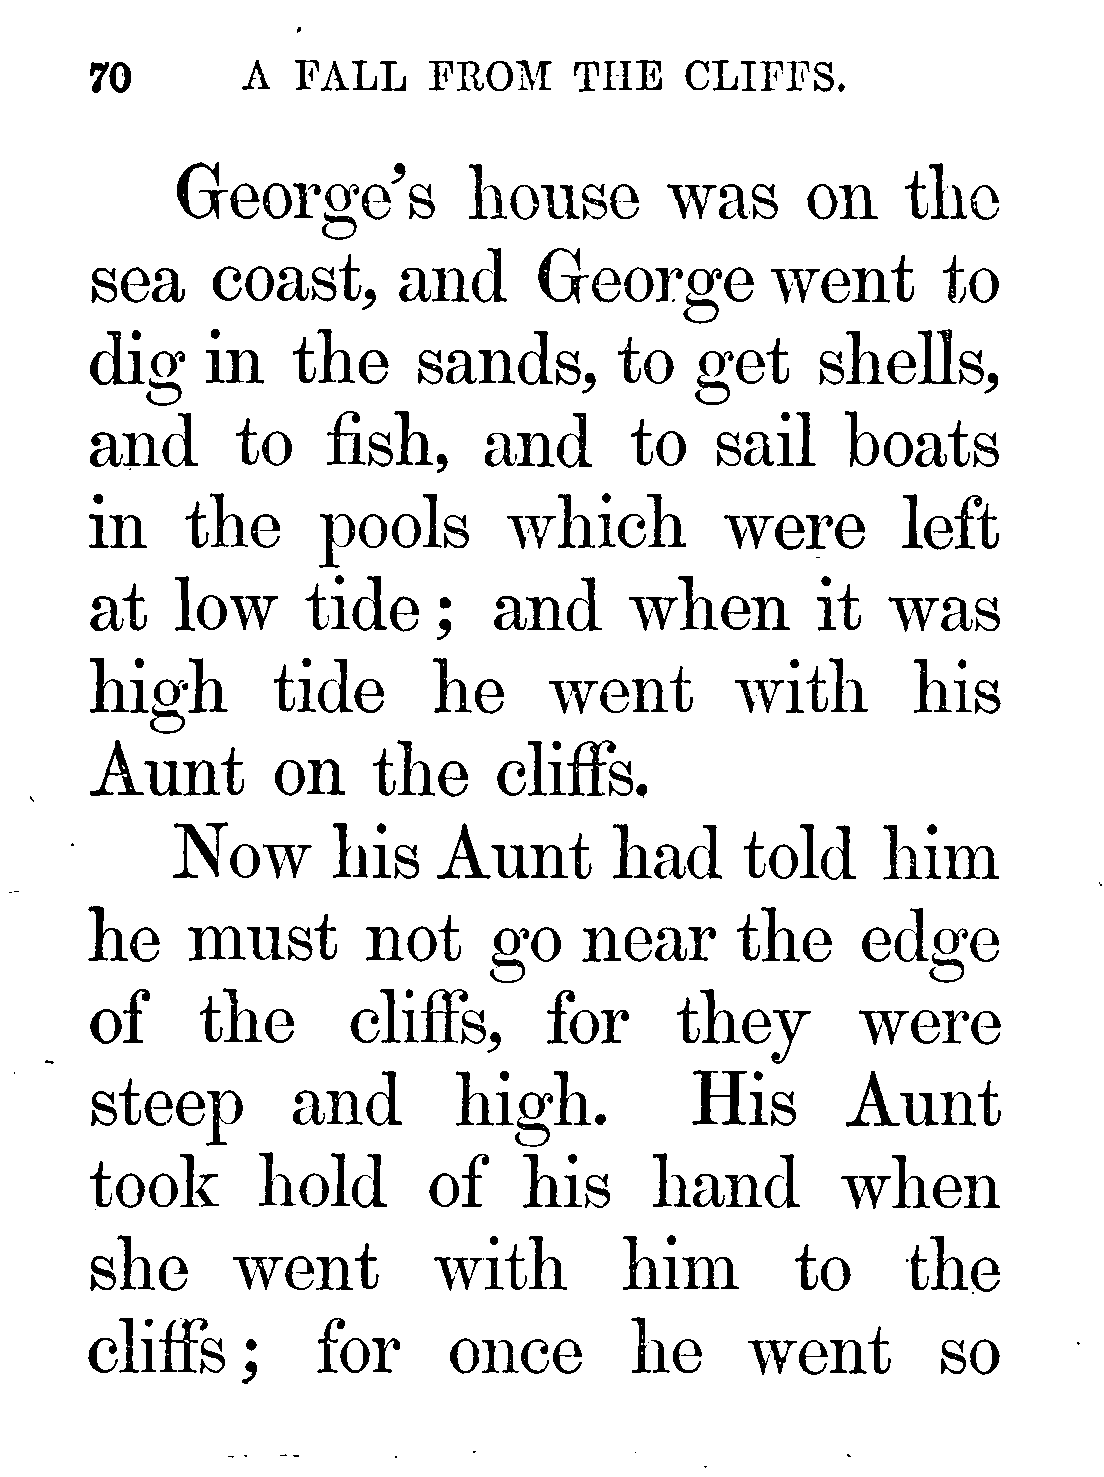 70 A FALL FROM THE CLIFFS.
George's house was on the
sea coast, and George went to
dig in the sands, to get shells,
and to fish, and to sail boats
in the pools which were left
at low tide; and when it was
high tide he went with his
Aunt on the cliffs.
Now his Aunt had told him
he must not go near the edge
of the cliffs, for they were
steep and high. His Aunt
took hold of his hand when
she went with him to the
cliffs; for once he went so